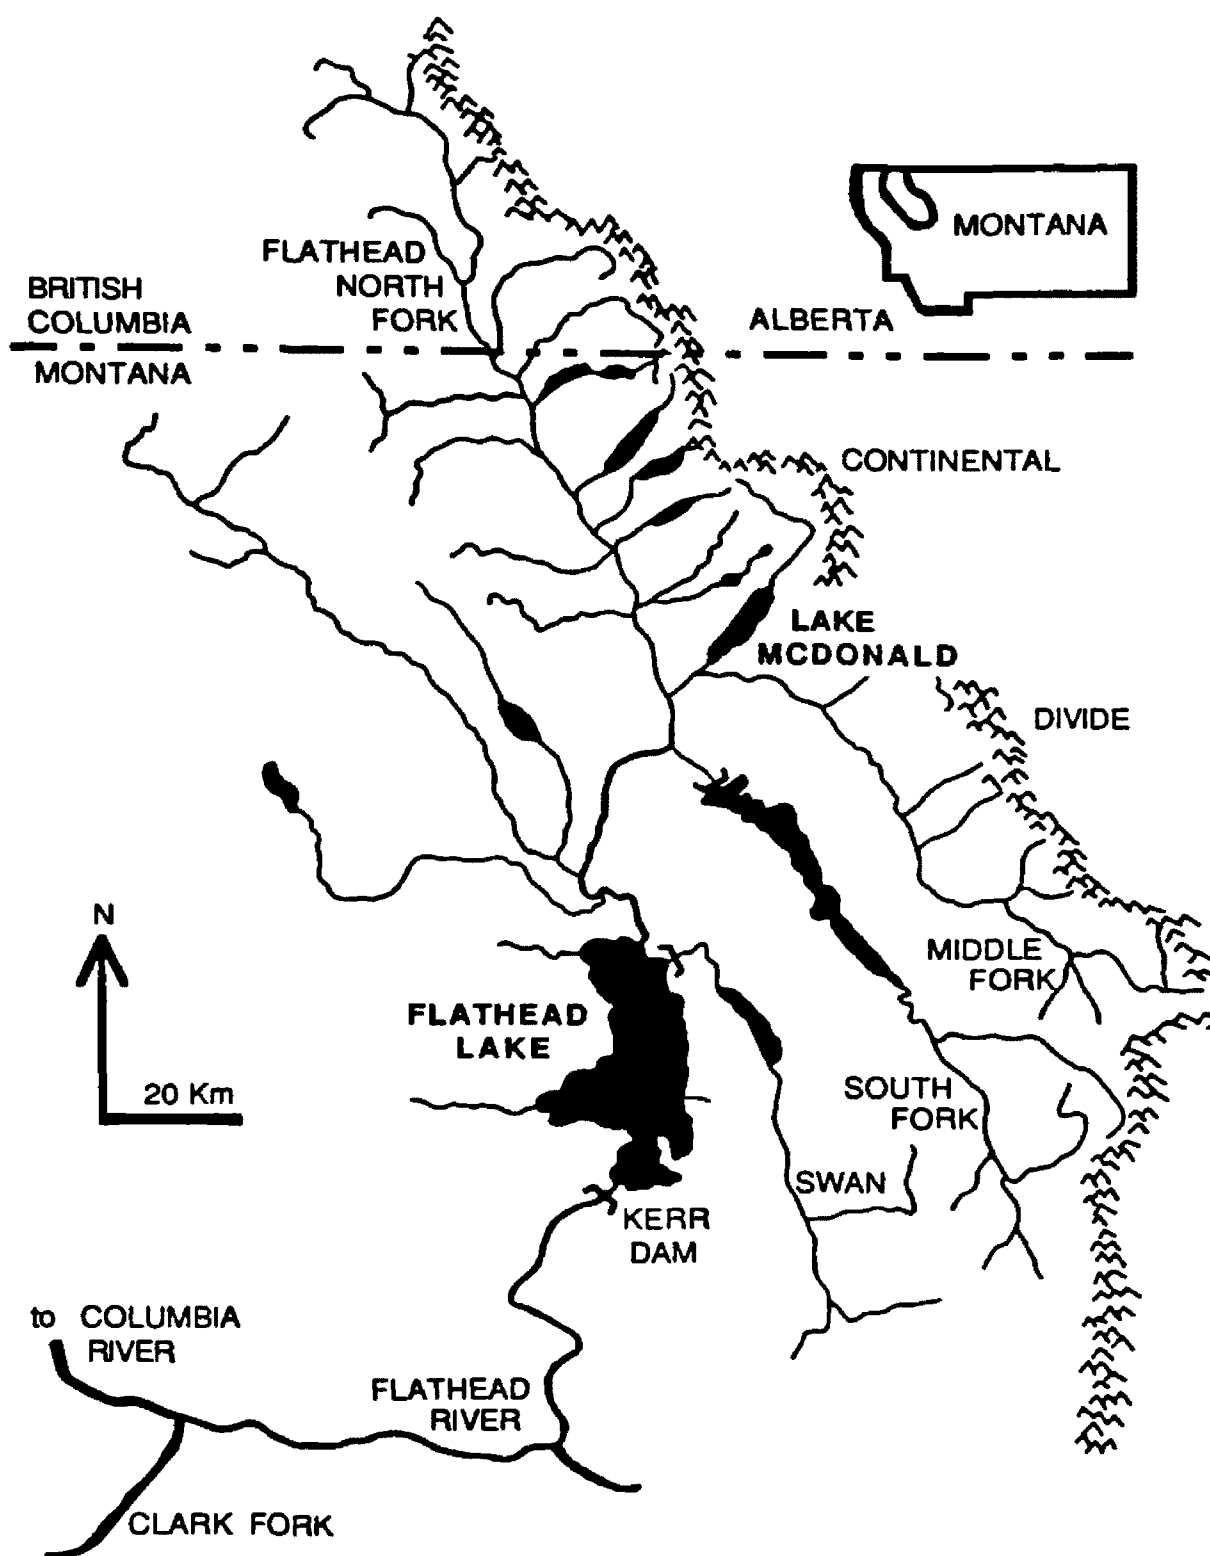 FLATHEAD
NORTH
FORK
MONTANA
BRITISH
COLUMBIA
ALBERTA
MONTANA
CONTINENTAL
LAKE
MCDONALD
DIVIDE
N
20 Km
MIDDLE
FORK
FLATHEAD
LAKE
SOUTH
FORK
SWAN
KERR
DAM
to COLUMBIA
RIVER
FLATHEAD
RIVER
CLARK FORK